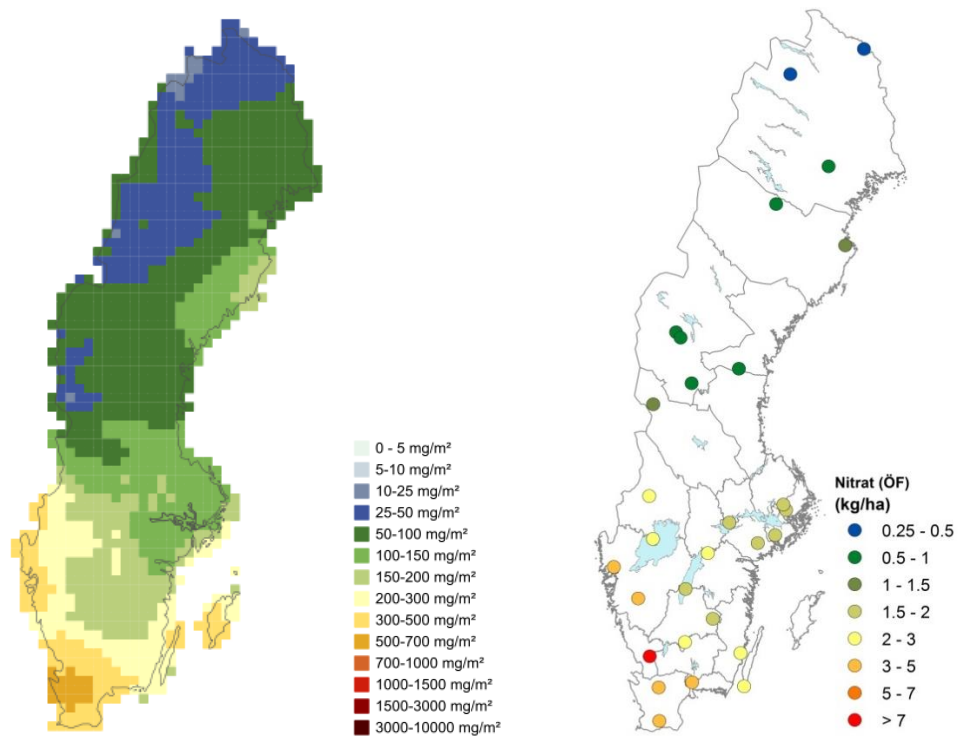 0 - 5 mg/m²
5-10 mg/m²
10-25 mg/m²
25-50 mg/m²
50-100 mg/m²
100-150 mg/m²
150-200 mg/m²
200-300 mg/m²
300-500 mg/m²
500-700 mg/m²
700-1000 mg/m²
1000-1500 mg/m²
1500-3000 mg/m²
3000-10000 mg/m²
Nitrat (ÖF)
(kg/ha)
0.25 - 0.5
0.5 - 1
1 - 1.5
1.5 - 2
2 - 3
3 - 5
5 - 7
> 7